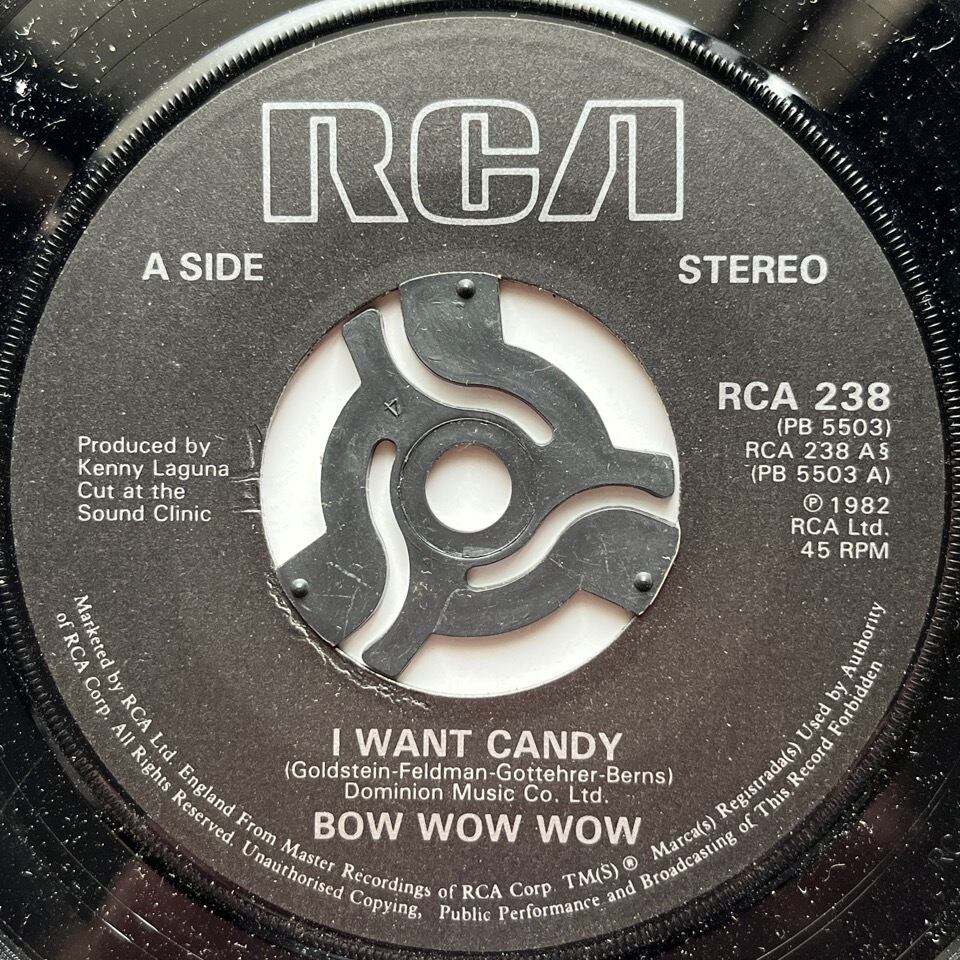 RCA
A SIDE
STEREO
RCA 238
(PB 5503)
RCA 238 A§
(PB 5503 A)
℗ 1982
RCA Ltd.
45 RPM
Produced by
Kenny Laguna
Cut at the
Sound Clinic
4
I WANT CANDY
(Goldstein-Feldman-Gottehrer-Berns)
Dominion Music Co. Ltd.
BOW WOW WOW
Marketed by RCA Ltd. England From Master Recordings of RCA Corp TM(S) ® Marca(s) Registrada(s) Used by Authority
of RCA Corp. All Rights Reserved. Unauthorised Copying, Public Performance and Broadcasting of This Record Forbidden